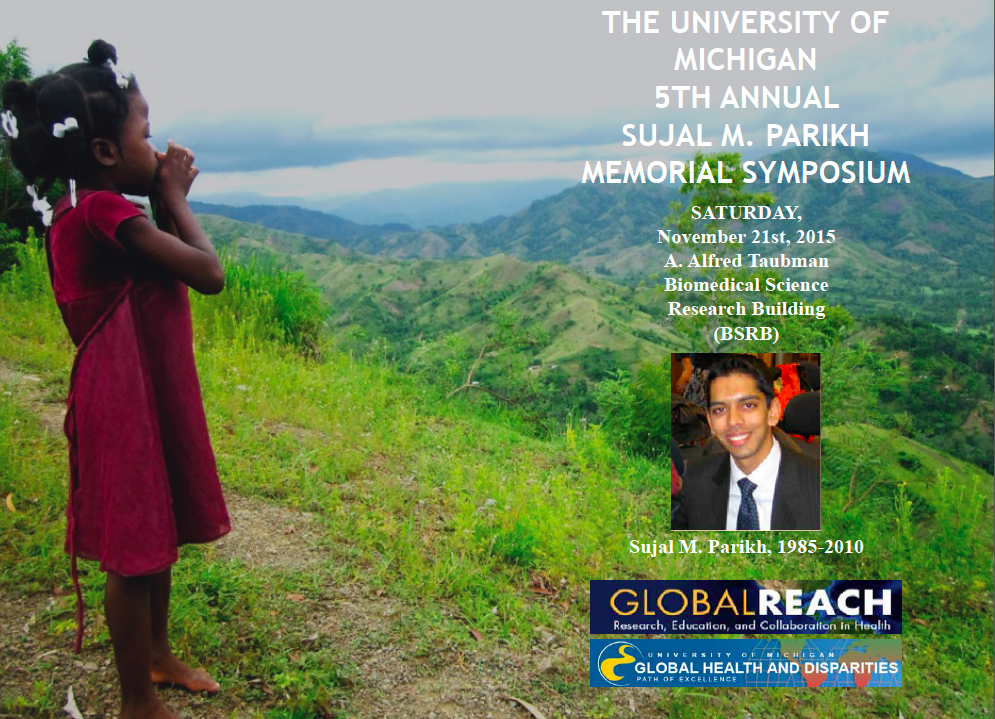 THE UNIVERSITY OF
MICHIGAN
5TH ANNUAL
SUJAL M. PARIKH
MEMORIAL SYMPOSIUM
SATURDAY,
November 21st, 2015
A. Alfred Taubman
Biomedical Science
Research Building
(BSRB)
Sujal M. Parikh, 1985-2010
GLOBALREACH
Research, Education, and Collaboration in Health
UNIVERSITY OF MICHIGAN
GLOBAL HEALTH AND DISPARITIES
PATH OF EXCELLENCE